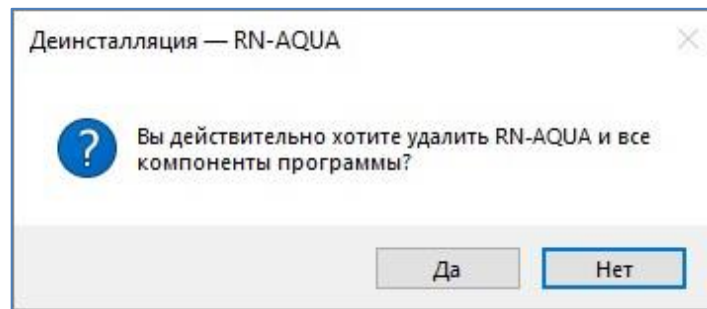 Деинсталляция — RN-AQUA
Вы действительно хотите удалить RN-AQUA и все
компоненты программы?
Да
Нет